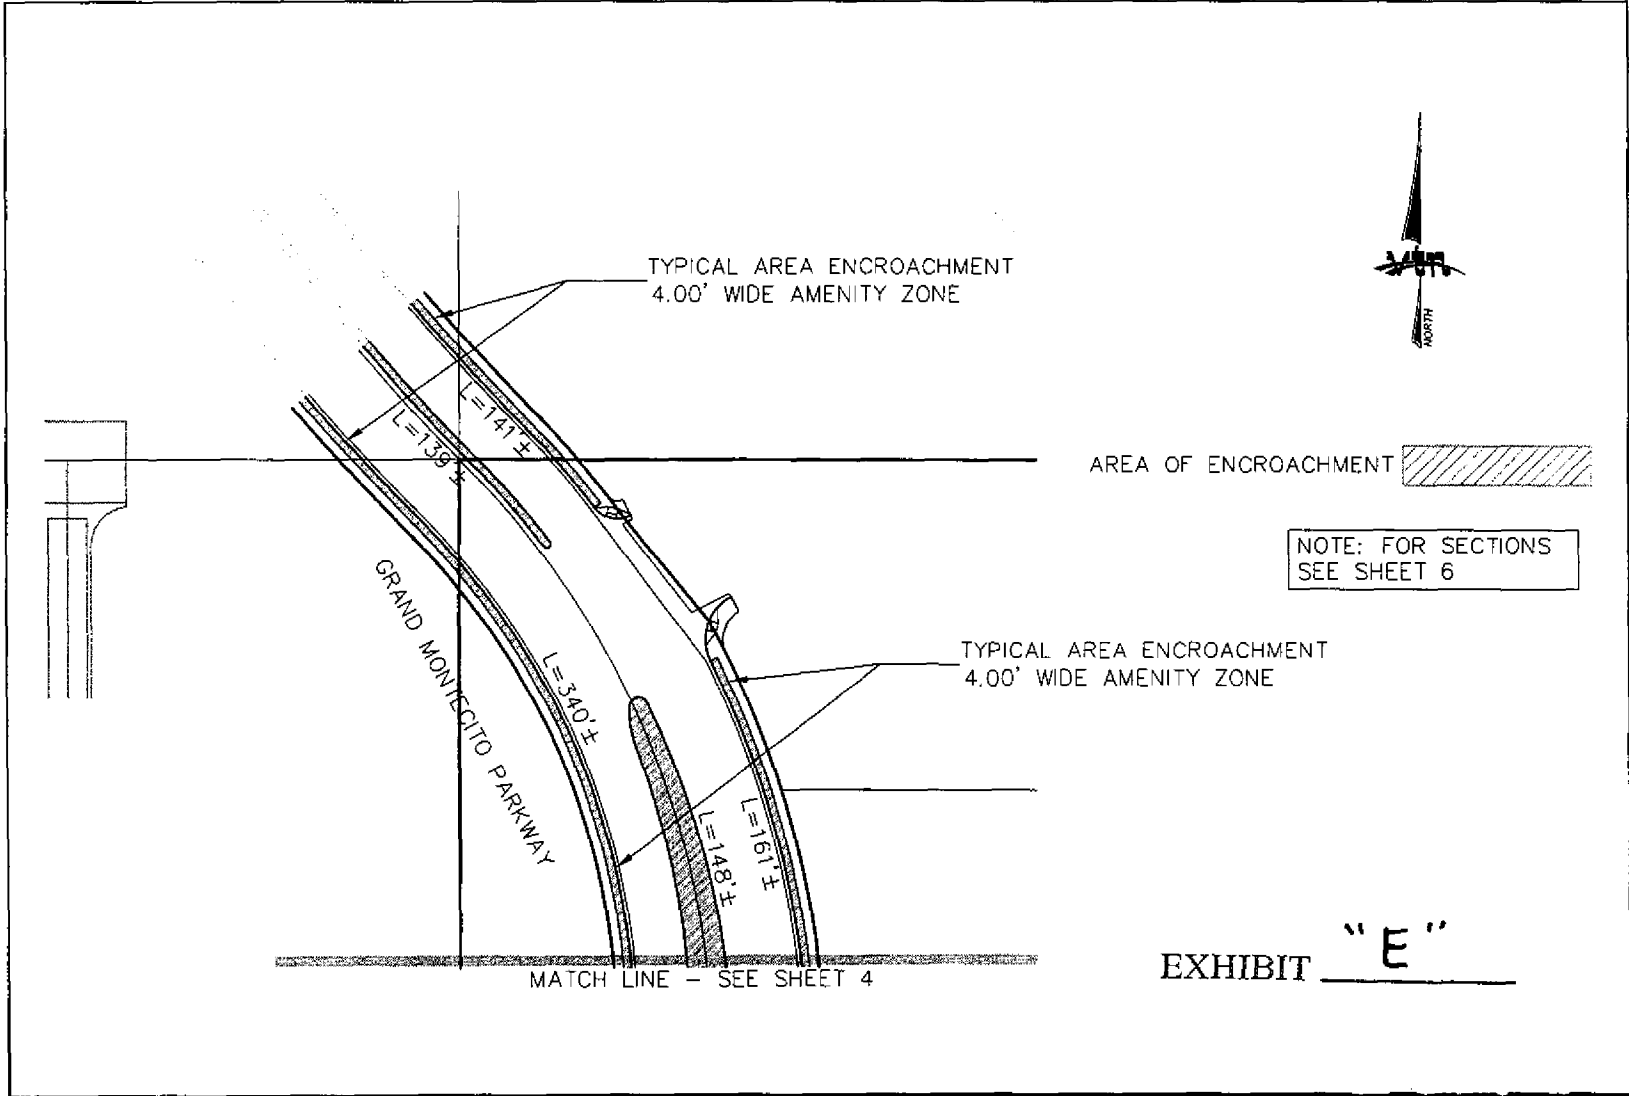 TYPICAL AREA ENCROACHMENT
4.00' WIDE AMENITY ZONE
NORTH
L=141'±
L=139'±
AREA OF ENCROACHMENT
NOTE: FOR SECTIONS
SEE SHEET 6
GRAND MONTECITO PARKWAY
L=340'±
TYPICAL AREA ENCROACHMENT
4.00' WIDE AMENITY ZONE
L=148'±
L=161'±
MATCH LINE - SEE SHEET 4
EXHIBIT "E"